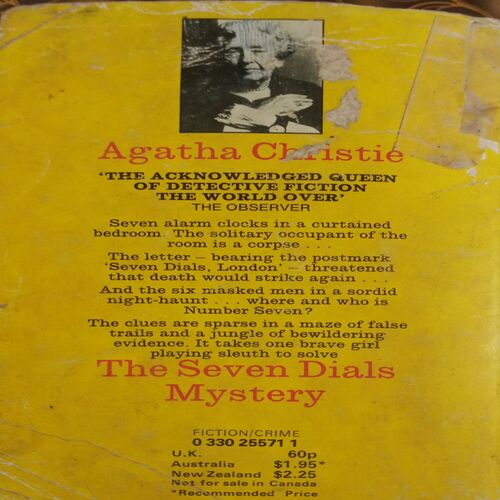 Agatha Christie
'THE ACKNOWLEDGED QUEEN
OF DETECTIVE FICTION
THE WORLD OVER'
THE OBSERVER
Seven alarm clocks in a curtained
bedroom. The solitary occupant of the
room is a corpse . . .
The letter – bearing the postmark
'Seven Dials, London' – threatened
that death would strike again . . .
And the six masked men in a sordid
night-haunt . . . where and who is
Number Seven?
The clues are sparse in a maze of false
trails and a jungle of bewildering
evidence. It takes one brave girl
playing sleuth to solve
The Seven Dials
Mystery
FICTION/CRIME
0 330 25571 1
U.K. 60p
Australia $1.95*
New Zealand $2.25
Not for sale in Canada
*Recommended Price